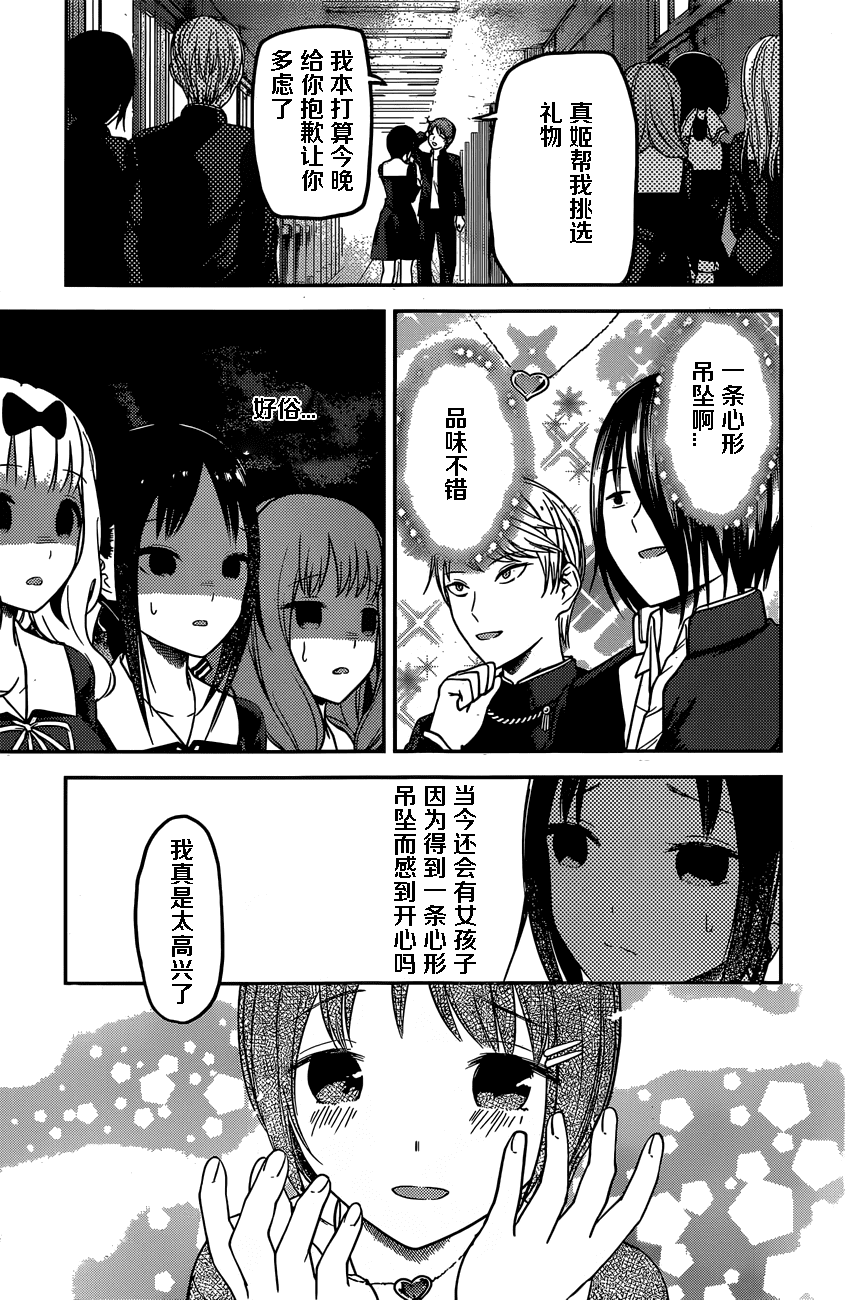 真姬帮我挑选
礼物
我本打算今晚
给你抱歉让你
多虑了
一条心形
吊坠啊...
品味不错
好俗...
当今还会有女孩子
因为得到一条心形
吊坠而感到开心吗
我真是太高兴了